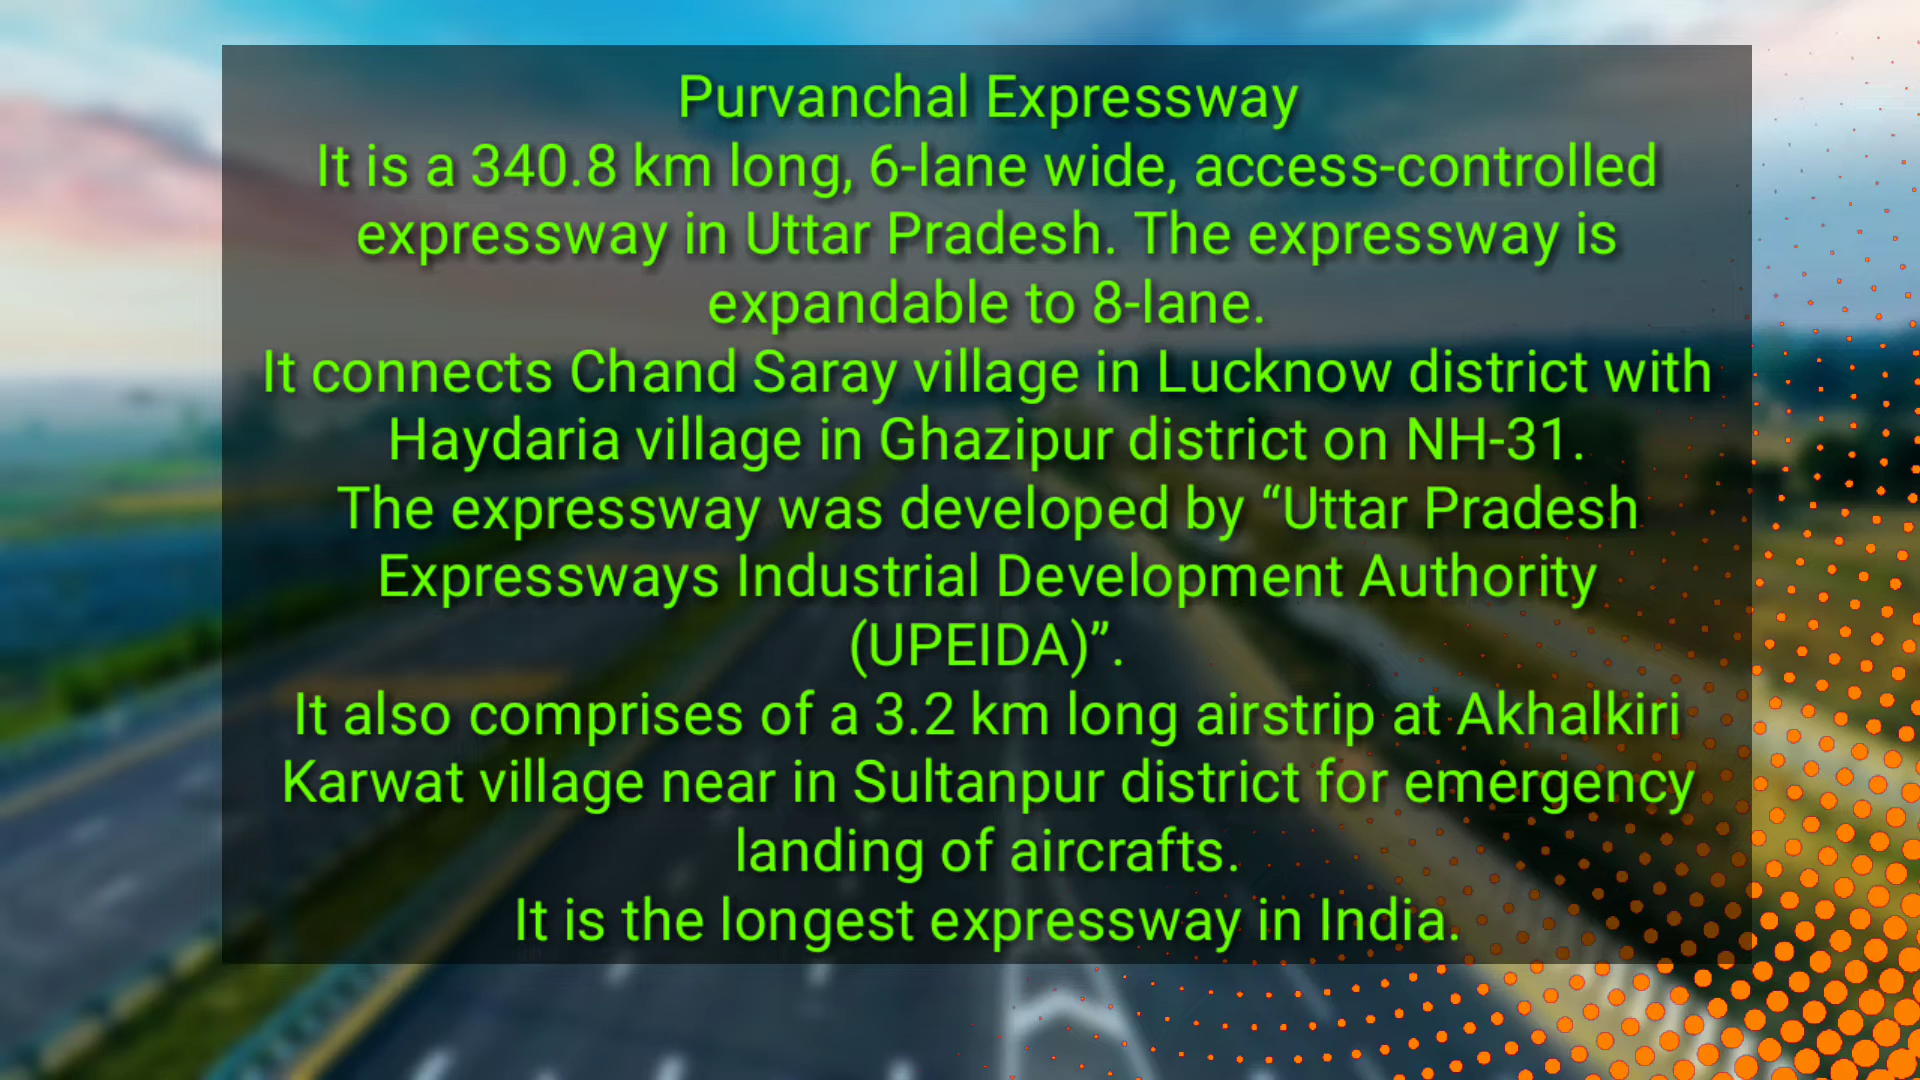 Purvanchal Expressway
It is a 340.8 km long, 6-lane wide, access-controlled
expressway in Uttar Pradesh. The expressway is
expandable to 8-lane.
It connects Chand Saray village in Lucknow district with
Haydaria village in Ghazipur district on NH-31.
The expressway was developed by “Uttar Pradesh
Expressways Industrial Development Authority
(UPEIDA)”.
It also comprises of a 3.2 km long airstrip at Akhalkiri
Karwat village near in Sultanpur district for emergency
landing of aircrafts.
It is the longest expressway in India.